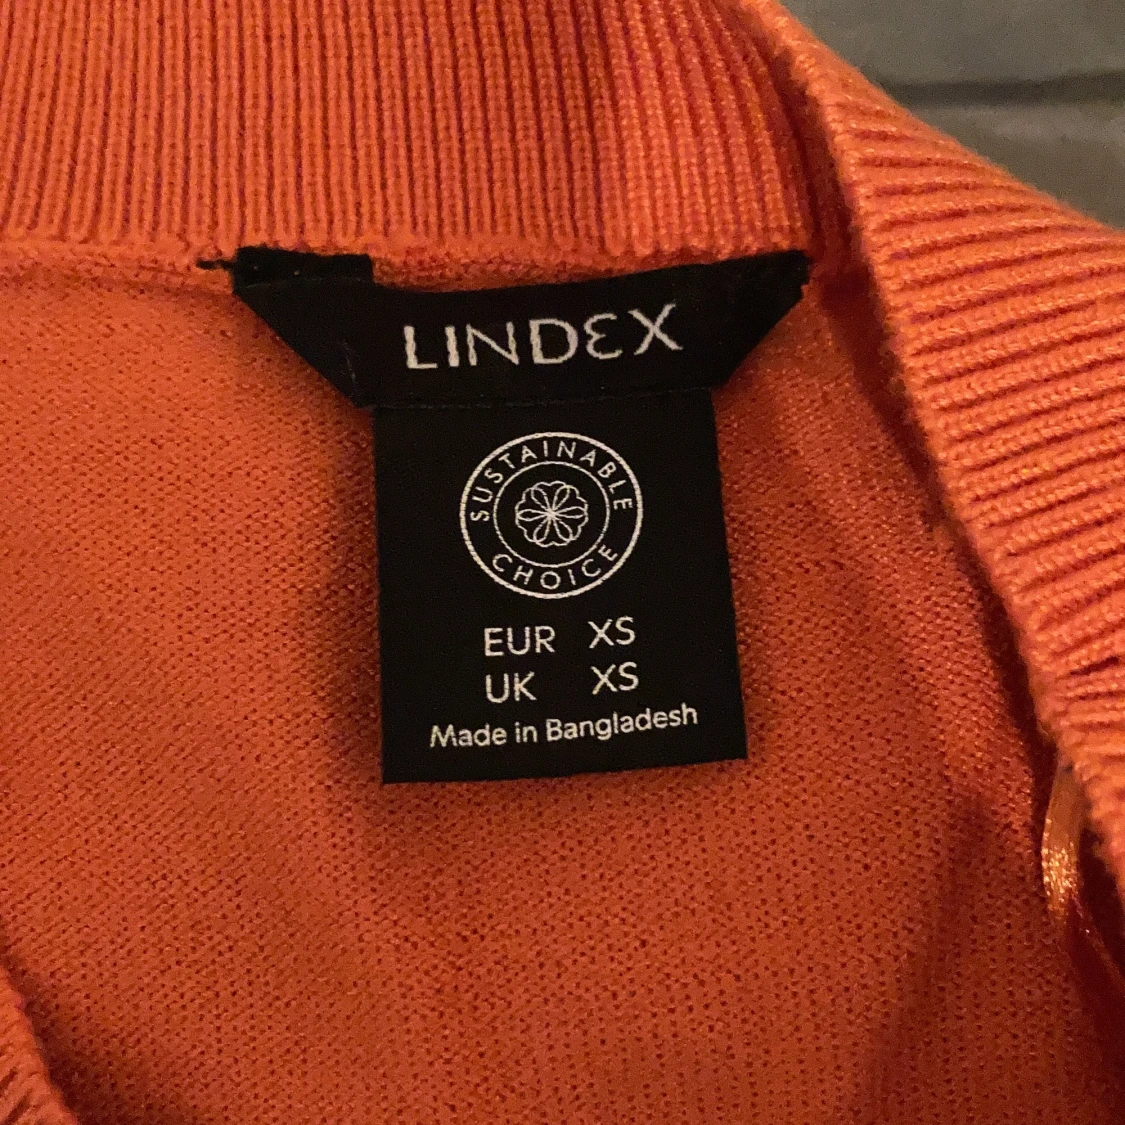 LINDEX
SUSTAINABLE
CHOICE
EUR XS
UK XS
Made in Bangladesh